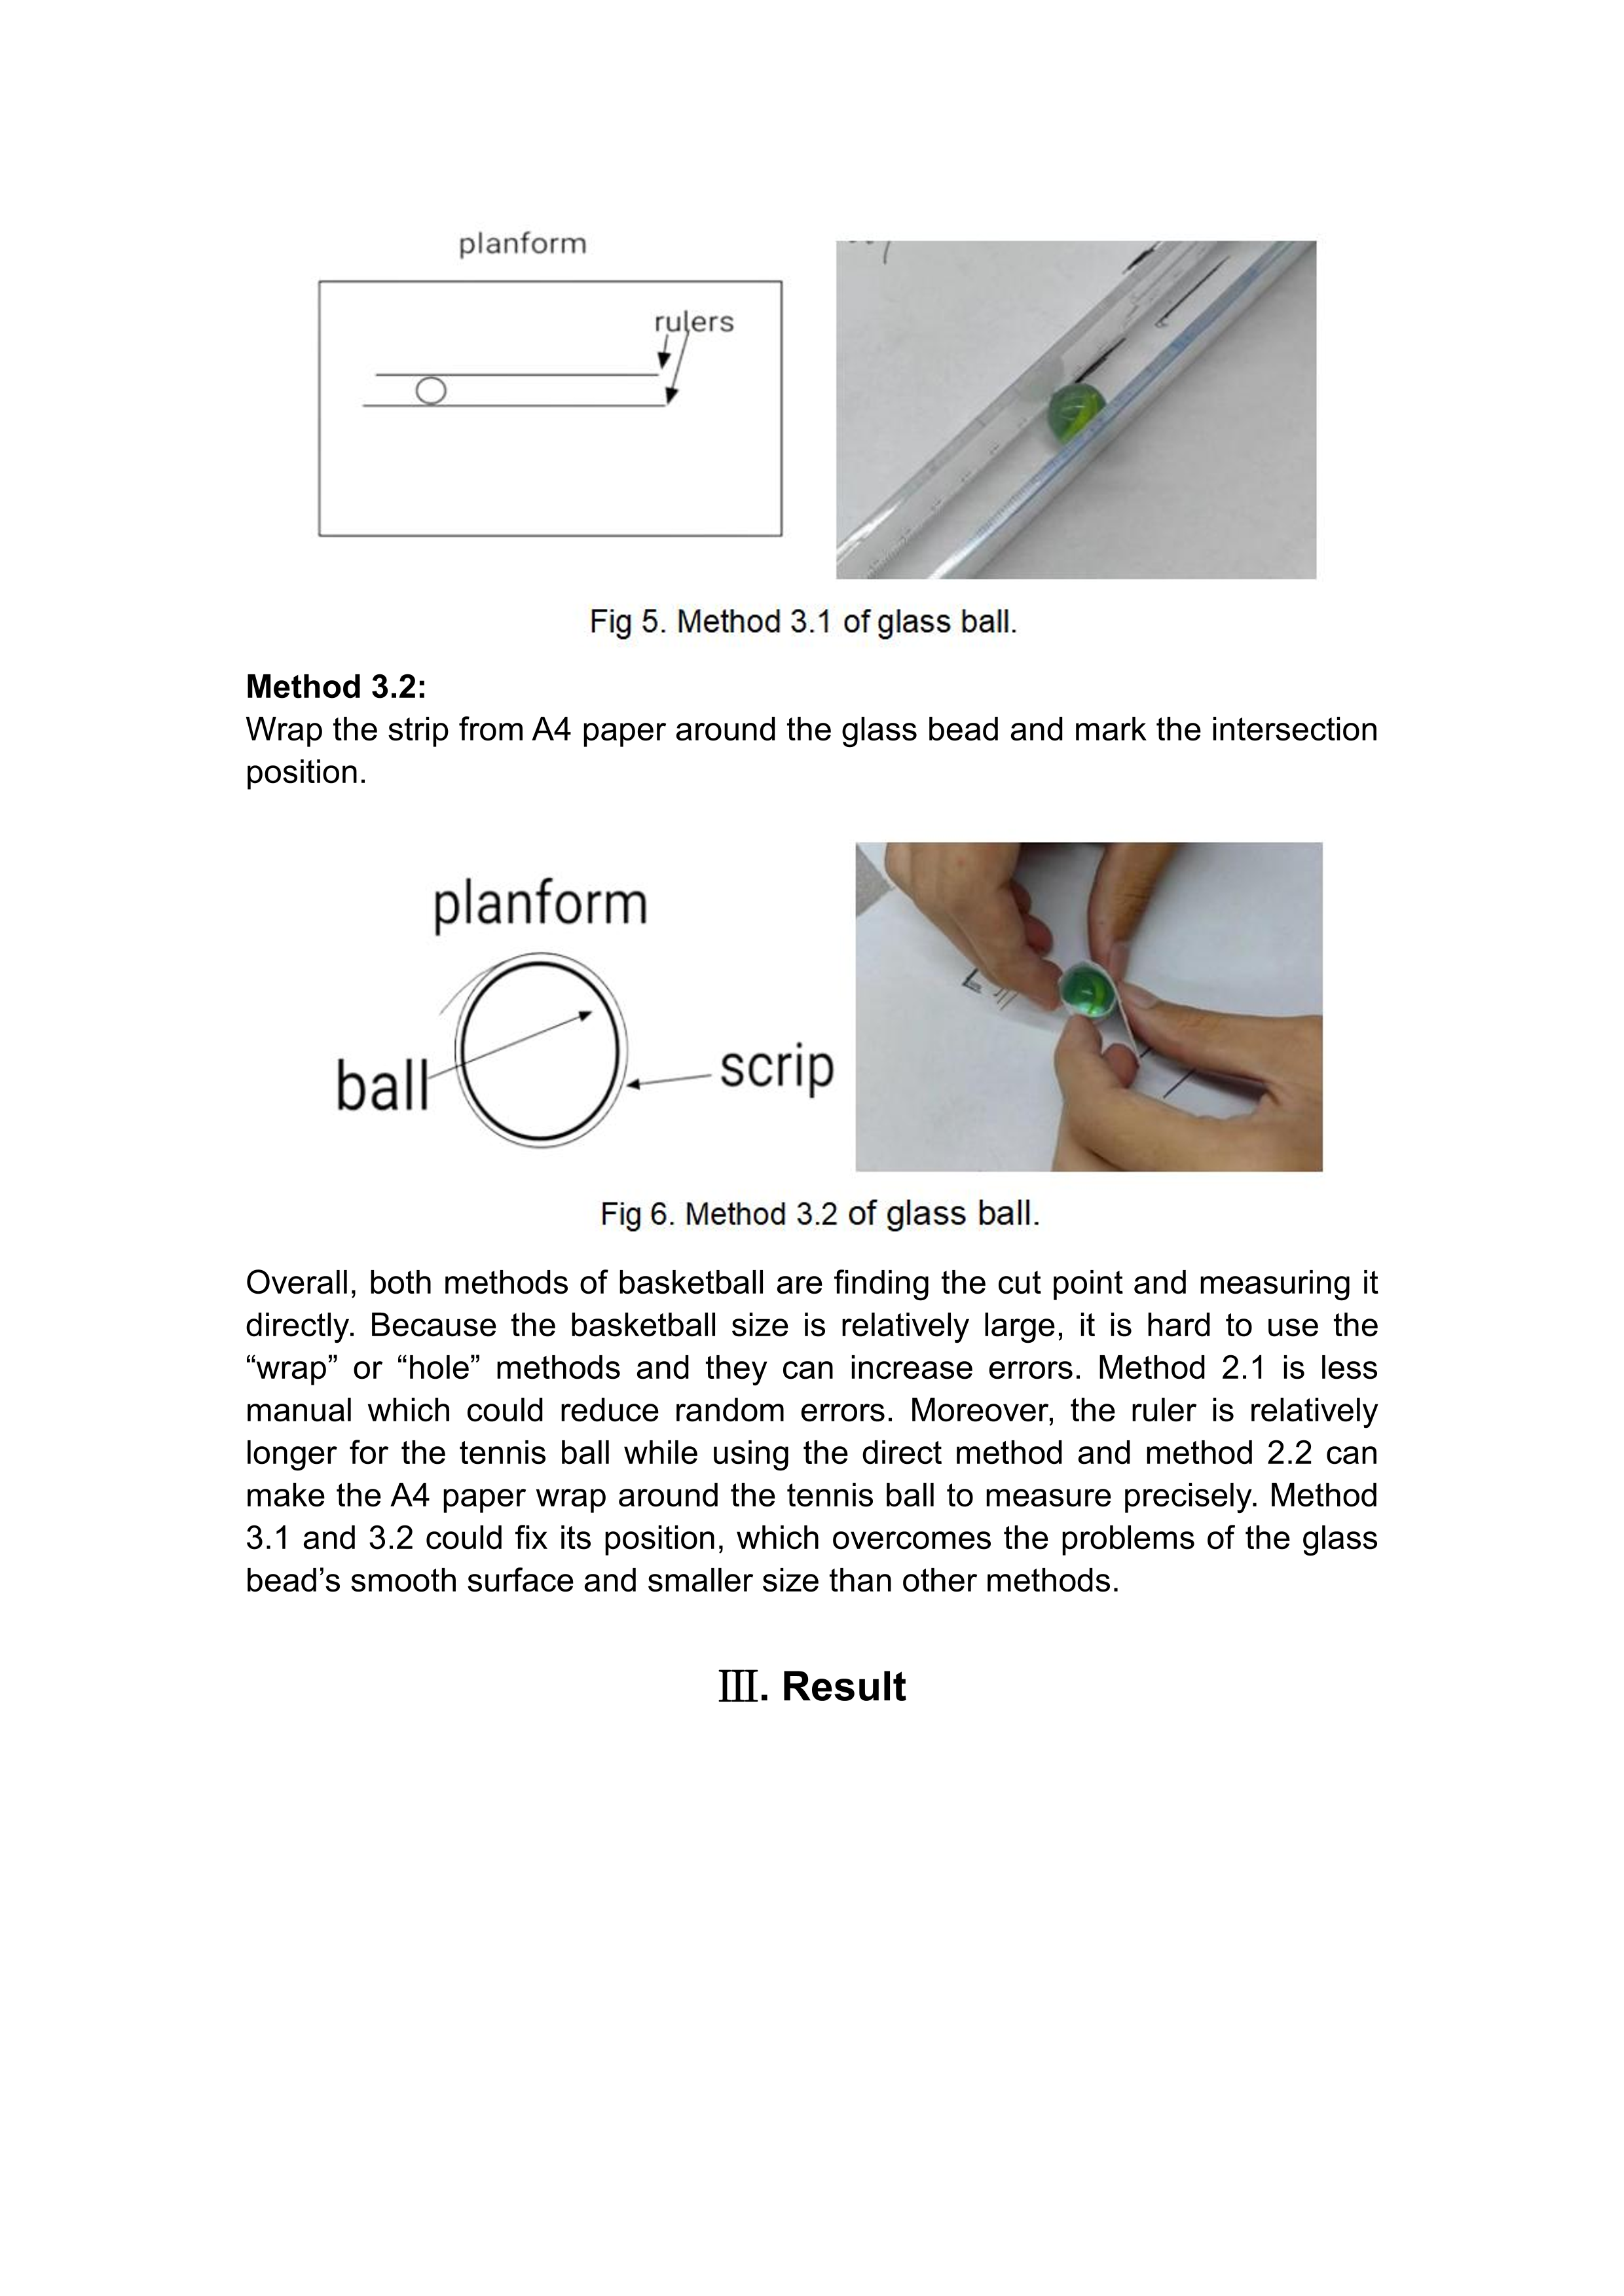 planform
rulers
Fig 5. Method 3.1 of glass ball.
Method 3.2:
Wrap the strip from A4 paper around the glass bead and mark the intersection
position.
planform
ball
scrip
Fig 6. Method 3.2 of glass ball.
Overall, both methods of basketball are finding the cut point and measuring it
directly. Because the basketball size is relatively large, it is hard to use the
“wrap” or “hole” methods and they can increase errors. Method 2.1 is less
manual which could reduce random errors. Moreover, the ruler is relatively
longer for the tennis ball while using the direct method and method 2.2 can
make the A4 paper wrap around the tennis ball to measure precisely. Method
3.1 and 3.2 could fix its position, which overcomes the problems of the glass
bead’s smooth surface and smaller size than other methods.
Ⅲ. Result